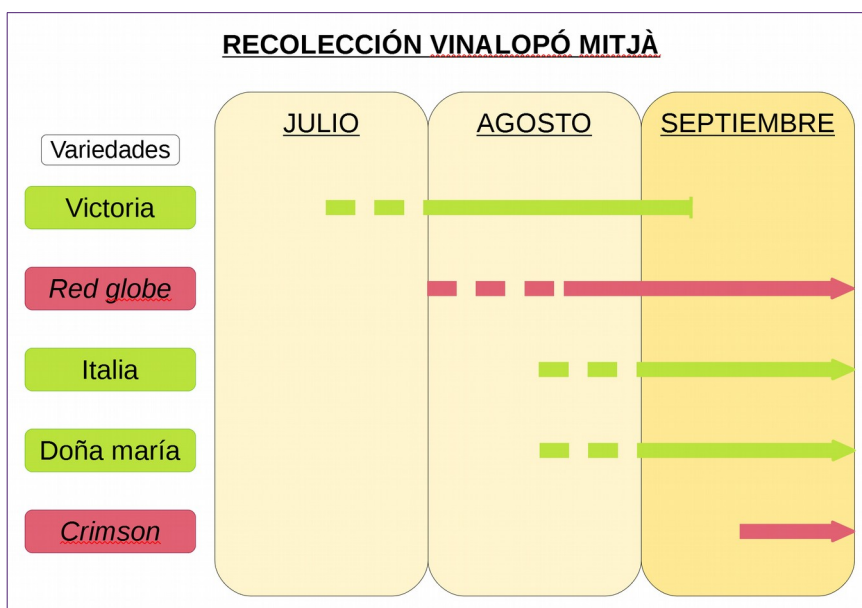 RECOLECCIÓN VINALOPÓ MITJÀ
JULIO
AGOSTO
SEPTIEMBRE
Variedades
Victoria
Red globe
Italia
Doña maría
Crimson